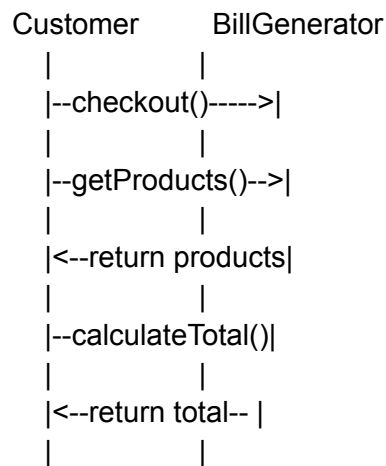 Customer BillGenerator
| |
|--checkout()----->|
| |
|--getProducts()-->|
| |
|<--return products|
| |
|--calculateTotal()|
| |
|<--return total-- |
| |